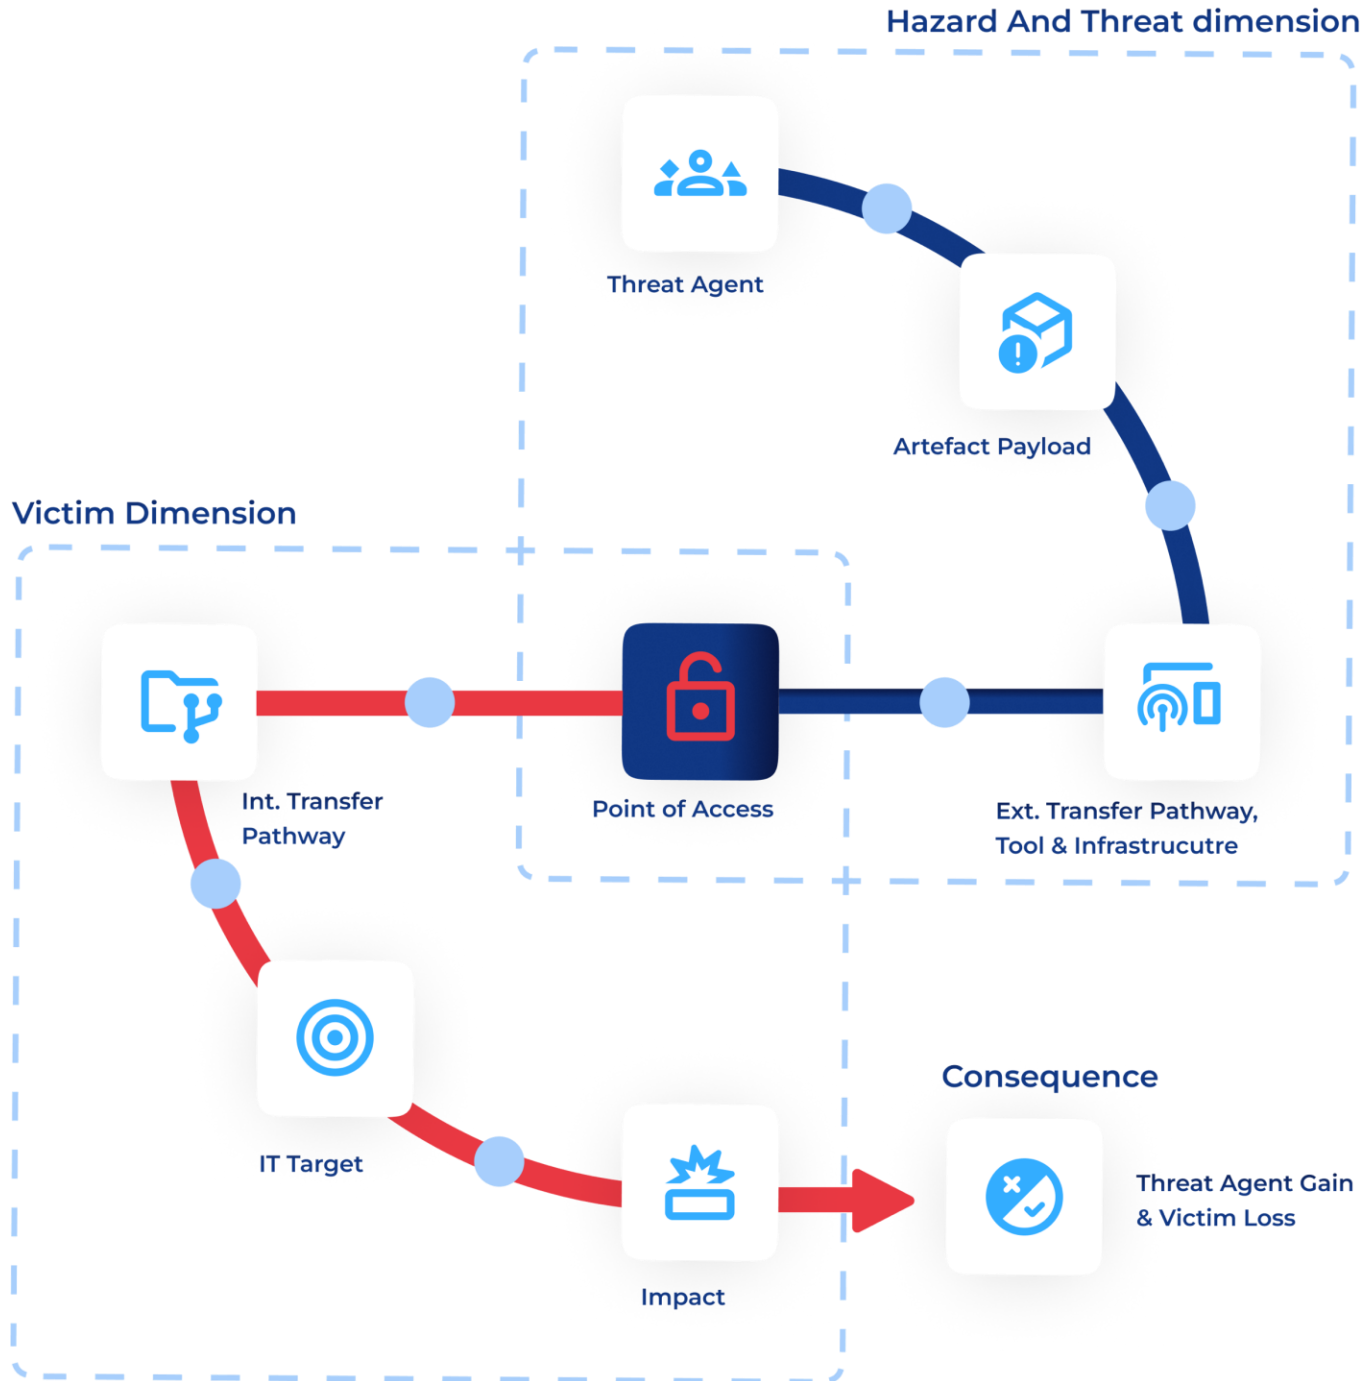 Hazard And Threat dimension
Threat Agent
Artefact Payload
Victim Dimension
Int. Transfer
Pathway
Point of Access
Ext. Transfer Pathway,
Tool & Infrastrucutre
IT Target
Impact
Consequence
Threat Agent Gain
& Victim Loss